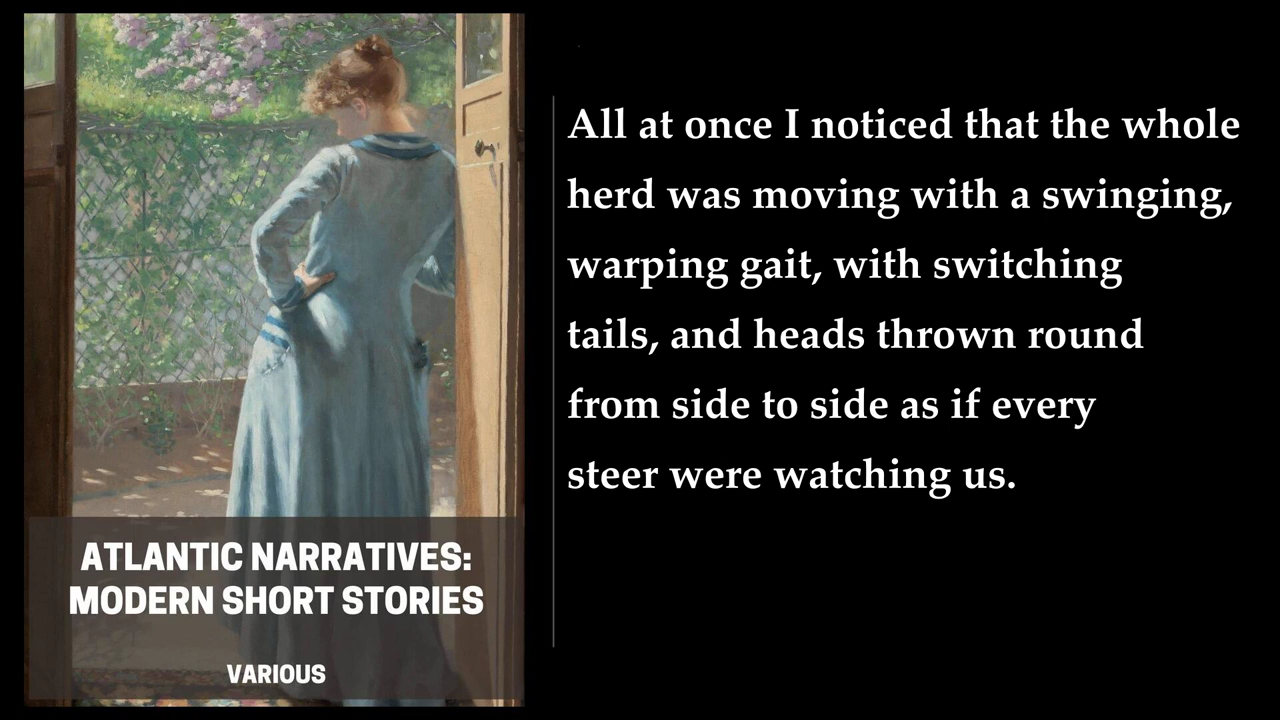 All at once I noticed that the whole
herd was moving with a swinging,
warping gait, with switching
tails, and heads thrown round
from side to side as if every
steer were watching us.
ATLANTIC NARRATIVES:
MODERN SHORT STORIES
VARIOUS